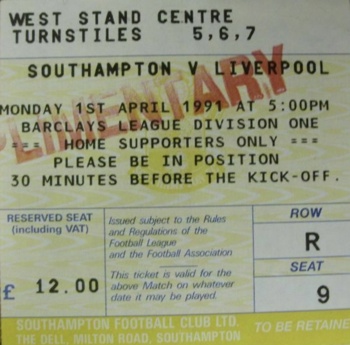 WEST STAND CENTRE
TURNSTILES 5,6,7
SOUTHAMPTON V LIVERPOOL
MONDAY 1ST APRIL 1991 AT 5:00PM
BARCLAYS LEAGUE DIVISION ONE
=== HOME SUPPORTERS ONLY ===
PLEASE BE IN POSITION
30 MINUTES BEFORE THE KICK-OFF.
PLIMENTARY
RESERVED SEAT
(including VAT)
£ 12.00
Issued subject to the Rules
and Regulations of the
Football League
and the Football Association
This ticket is valid for the
above Match on whatever
date it may be played.
ROW
R
SEAT
9
SOUTHAMPTON FOOTBALL CLUB LTD.
THE DELL, MILTON ROAD, SOUTHAMPTON
TO BE RETAINE